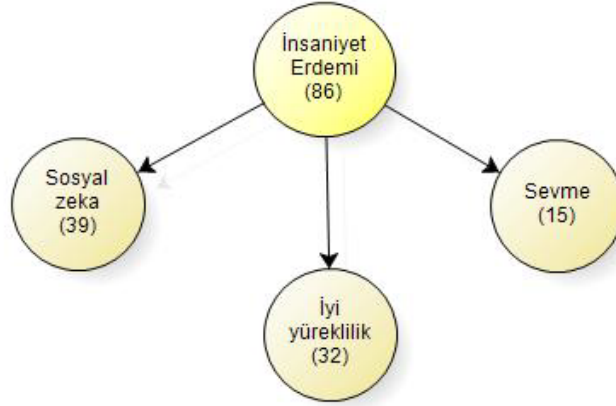 İnsaniyet
Erdemi
(86)
Sosyal
zeka
(39)
Sevme
(15)
İyi
yüreklilik
(32)